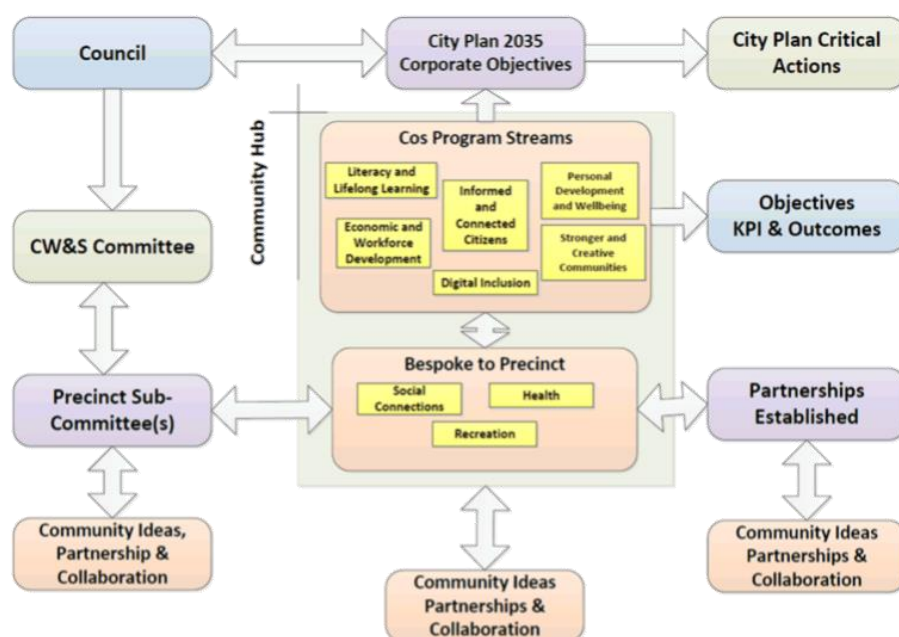 Council
City Plan 2035
Corporate Objectives
City Plan Critical
Actions
Community Hub
Cos Program Streams
Literacy and
Lifelong Learning
Informed
and
Connected
Citizens
Personal
Development
and Wellbeing
Economic and
Workforce
Development
Stronger and
Creative
Communities
Digital Inclusion
Objectives
KPI & Outcomes
CW&S Committee
Bespoke to Precinct
Social
Connections
Health
Recreation
Precinct Sub-
Committee(s)
Partnerships
Established
Community Ideas,
Partnership &
Collaboration
Community Ideas
Partnerships &
Collaboration
Community Ideas
Partnerships &
Collaboration